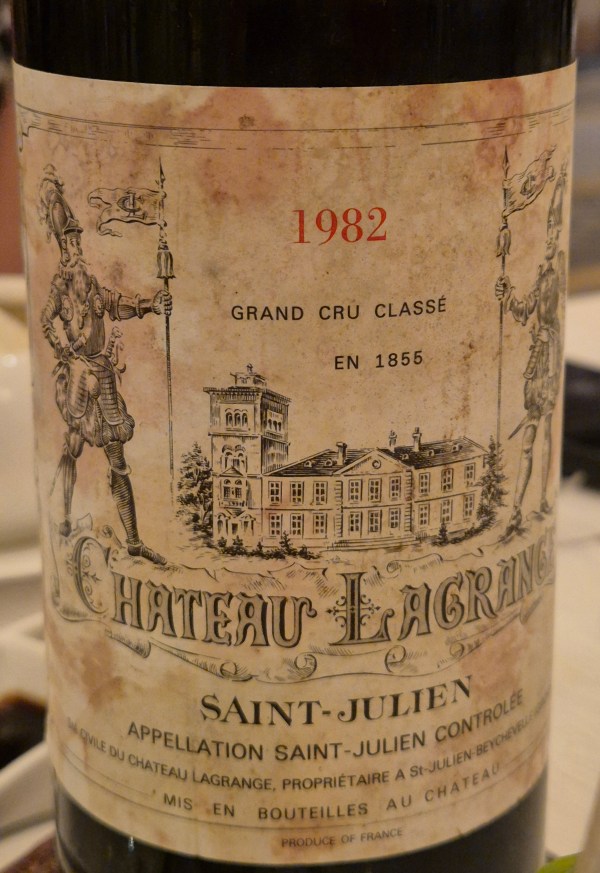 1982
GRAND CRU CLASSÉ
EN 1855
CHATEAU LAGRANGE
SAINT-JULIEN
APPELLATION SAINT-JULIEN CONTROLÉE
CIVILE DU CHATEAU LAGRANGE, PROPRIÉTAIRE A St-JULIEN-BEYCHEVELLE
MIS EN BOUTEILLES AU CHATEAU
PRODUCE OF FRANCE